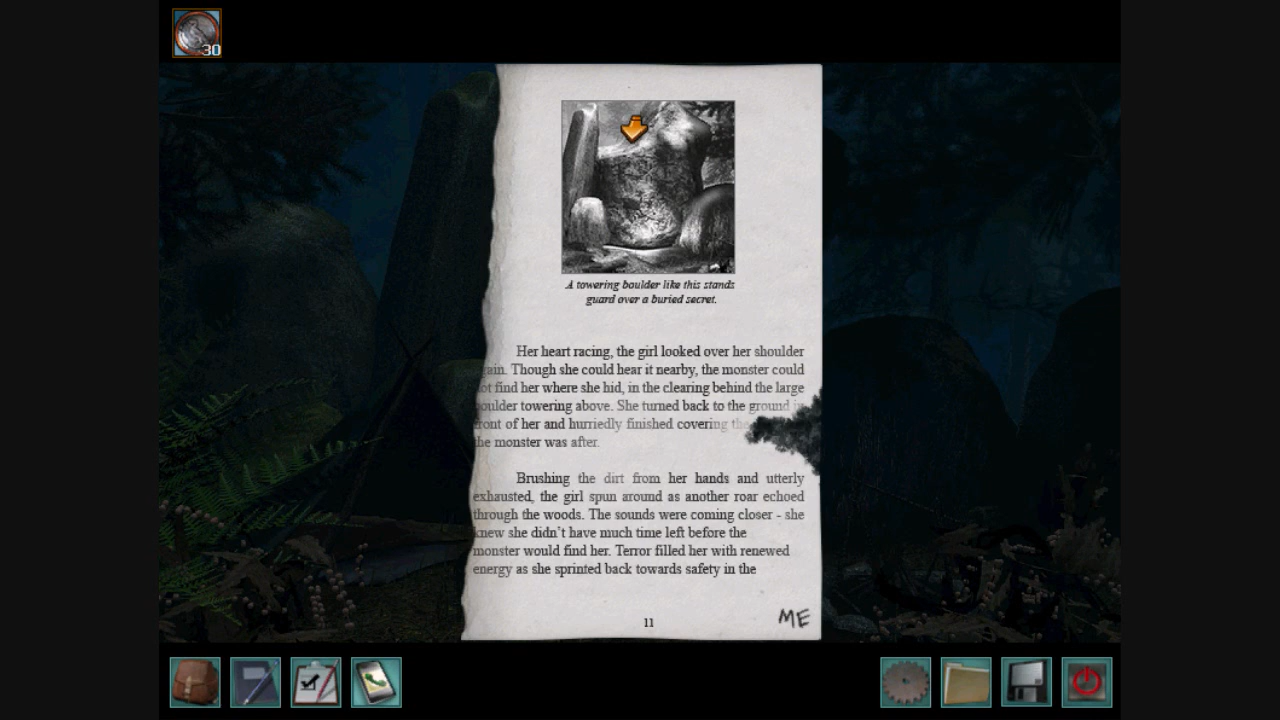 30
A towering boulder like this stands
guard over a buried secret.
Her heart racing, the girl looked over her shoulder
Though she could hear it nearby, the monster could
find her where she hid, in the clearing behind the large
boulder towering above. She turned back to the ground in
front of her and hurriedly finished covering the
the monster was after.
Brushing the dirt from her hands and utterly
exhausted, the girl spun around as another roar echoed
through the woods. The sounds were coming closer - she
knew she didn't have much time left before the
monster would find her. Terror filled her with renewed
energy as she sprinted back towards safety in the
11
ME